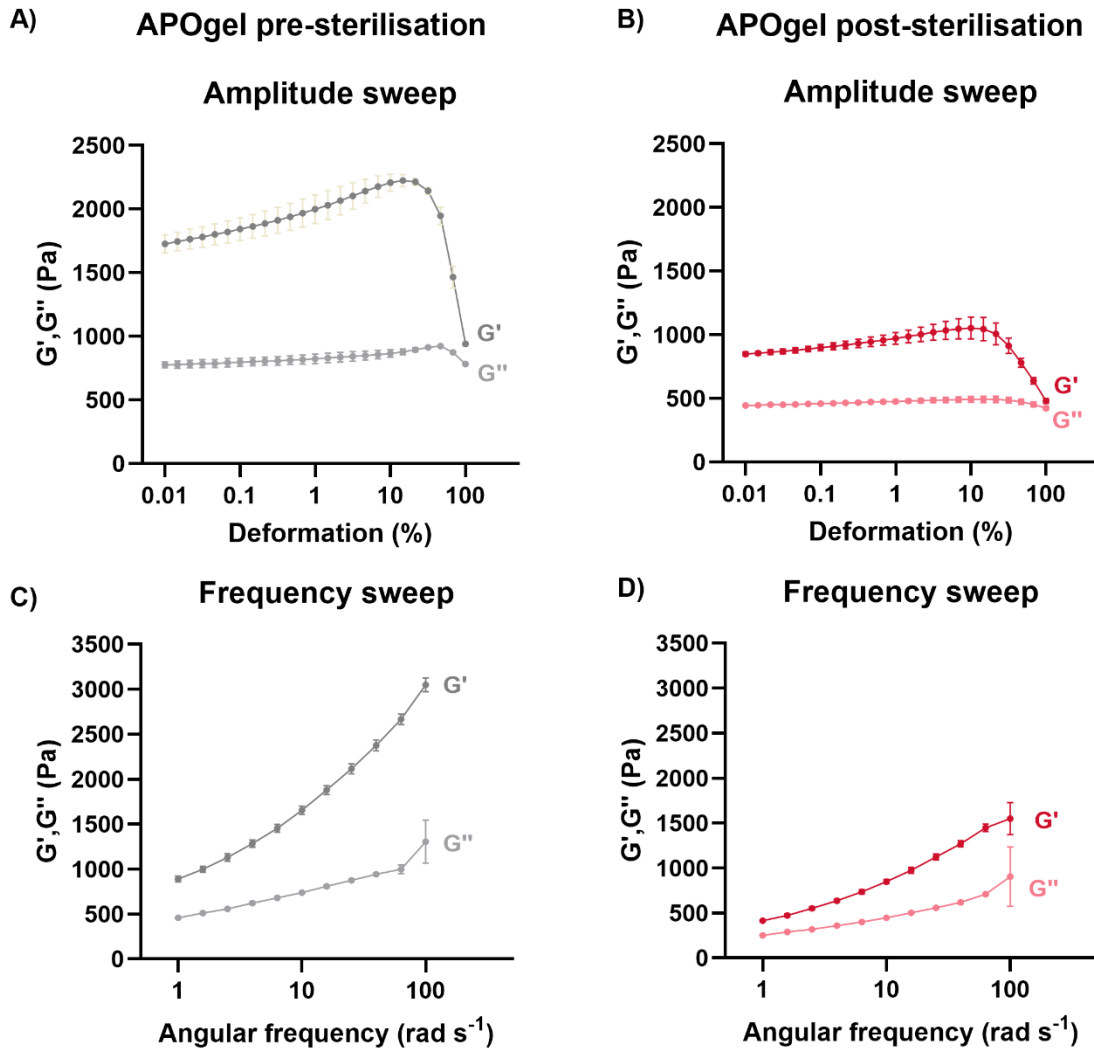 A)
APOgel pre-sterilisation
Amplitude sweep
G',G'' (Pa)
2500
2000
1500
1000
500
0
G'
G''
0.01 0.1 1 10 100
Deformation (%)
B)
APOgel post-sterilisation
Amplitude sweep
G',G'' (Pa)
2500
2000
1500
1000
500
0
G'
G''
0.01 0.1 1 10 100
Deformation (%)
C)
Frequency sweep
G',G'' (Pa)
3500
3000
2500
2000
1500
1000
500
0
G'
G''
1 10 100
Angular frequency (rad s⁻¹)
D)
Frequency sweep
G',G'' (Pa)
3500
3000
2500
2000
1500
1000
500
0
G'
G''
1 10 100
Angular frequency (rad s⁻¹)